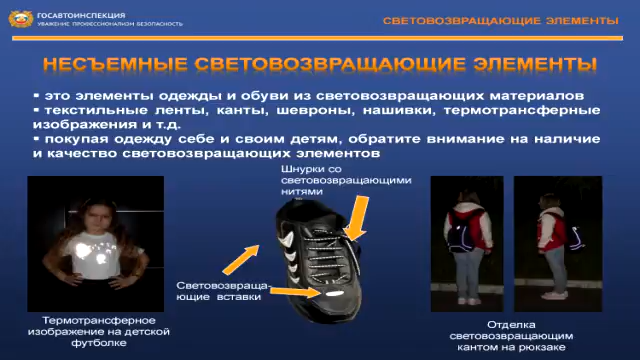 ГОСАВТОИНСПЕКЦИЯ
УВАЖЕНИЕ ПРОФЕССИОНАЛИЗМ БЕЗОПАСНОСТЬ
СВЕТОВОЗВРАЩАЮЩИЕ ЭЛЕМЕНТЫ
НЕСЪЕМНЫЕ СВЕТОВОЗВРАЩАЮЩИЕ ЭЛЕМЕНТЫ
▪ это элементы одежды и обуви из световозвращающих материалов
▪ текстильные ленты, канты, шевроны, нашивки, термотрансферные
изображения и т.д.
▪ покупая одежду себе и своим детям, обратите внимание на наличие
и качество световозвращающих элементов
Шнурки со
световозвращающими
нитями
Световозвраща-
ющие вставки
Термотрансферное
изображение на детской
футболке
Отделка
световозвращающим
кантом на рюкзаке